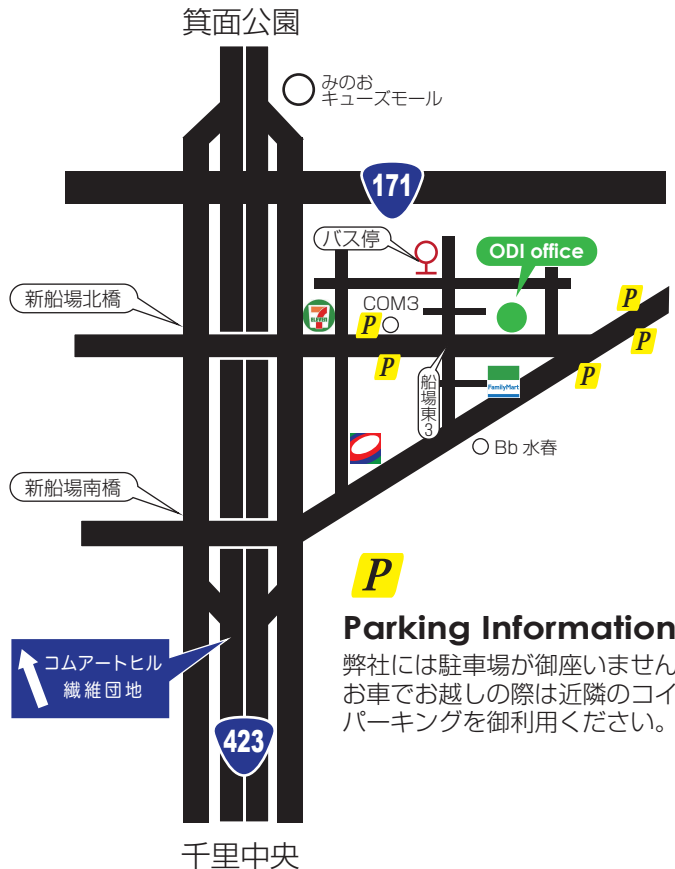 箕面公園
みのお
キューズモール
171
バス停
ODI office
新船場北橋
7
ELEVEN
COM3
P
P
P
P
P
船場東3
FamilyMart
Bb 水春
新船場南橋
P
Parking Information
弊社には駐車場が御座いません
お車でお越しの際は近隣のコイ
パーキングを御利用ください。
コムアートヒル
繊維団地
423
千里中央